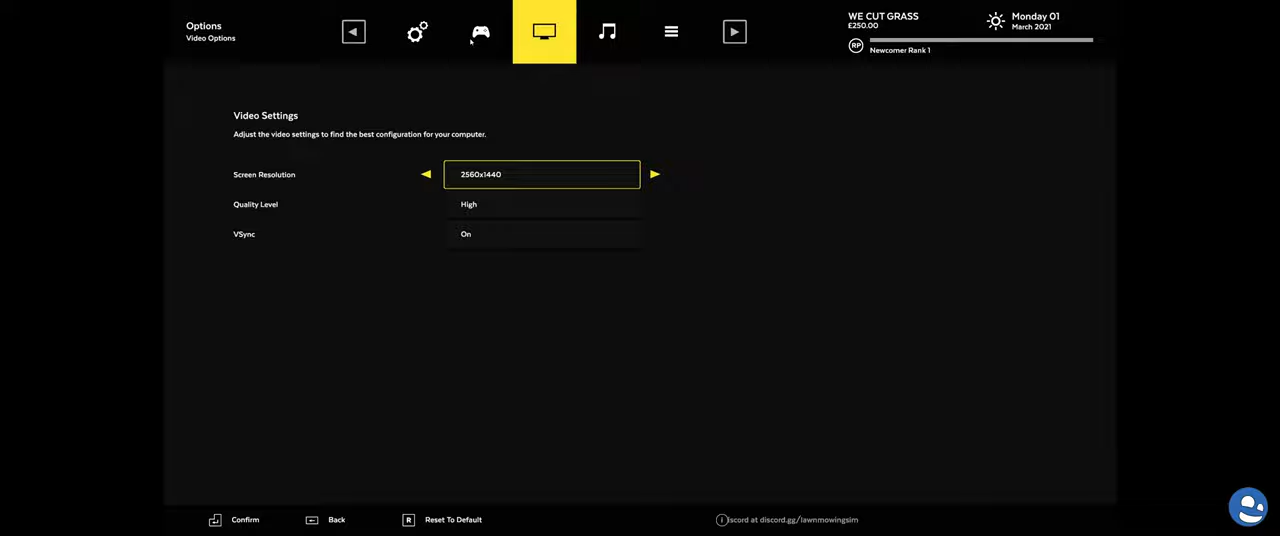 Options
Video Options
WE CUT GRASS
£250.00
RP
Newcomer Rank 1
Monday 01
March 2021
Video Settings
Adjust the video settings to find the best configuration for your computer.
Screen Resolution
2560x1440
Quality Level
High
VSync
On
Confirm
Back
R
Reset To Default
iscord at discord.gg/lawnmowingsim